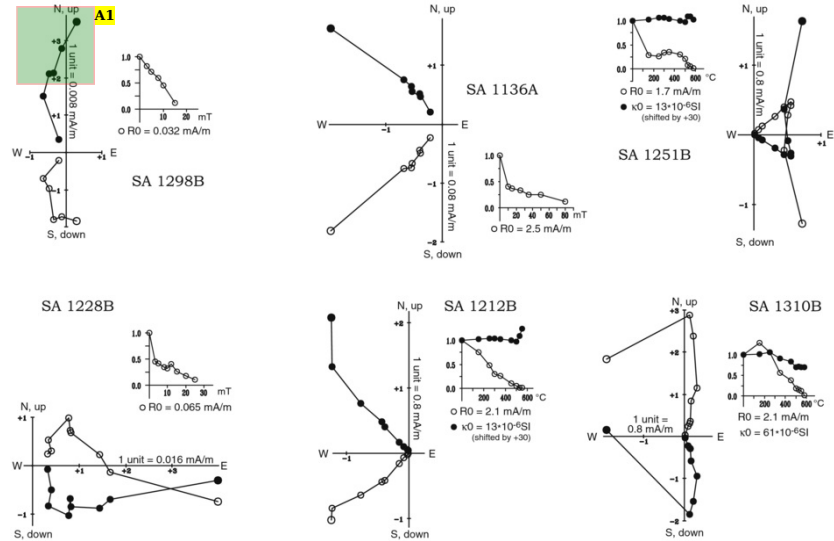 N, up
A1
+3
+2
+1
1 unit = 0.008 mA/m
W
-1
+1
E
-1
S, down
SA 1298B
1.0
0.5
0.0
0
10
20
mT
R0 = 0.032 mA/m
N, up
+1
SA 1136A
W
-1
E
1 unit = 0.08 mA/m
-1
-2
S, down
1.0
0.5
0.0
0
20
40
60
80
mT
R0 = 2.5 mA/m
1.0
0.5
0.0
0
200
400
600
°C
R0 = 1.7 mA/m
κ0 = 13*10-6SI
(shifted by +30)
SA 1251B
N, up
+1
1 unit = 0.8 mA/m
W
E
-1
S, down
SA 1228B
1.0
0.5
0.0
0
10
20
30
mT
R0 = 0.065 mA/m
N, up
+1
W
+1
1 unit = 0.016 mA/m
+3
E
-1
S, down
SA 1212B
N, up
+2
+1
1 unit = 0.8 mA/m
W
-1
E
-1
S, down
1.0
0.5
0.0
0
200
400
600
°C
R0 = 2.1 mA/m
κ0 = 13*10-6SI
(shifted by +30)
SA 1310B
N, up
+3
+2
+1
1 unit =
0.8 mA/m
W
-1
E
-1
-2
S, down
1.0
0.5
0.0
0
200
400
600
°C
R0 = 2.1 mA/m
κ0 = 61*10-6SI